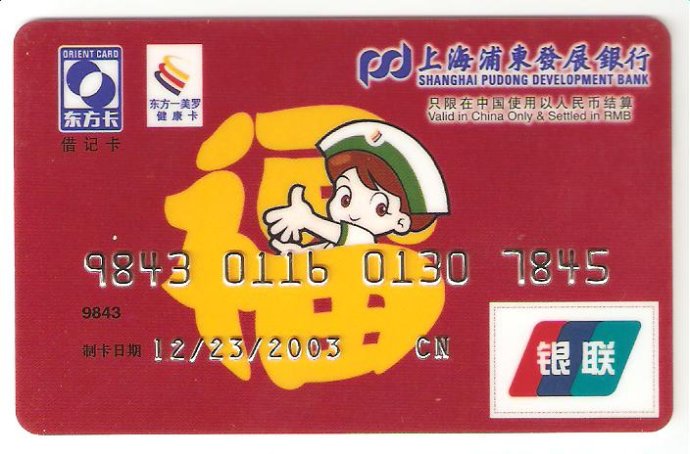 ORIENT CARD
东方卡
借记卡
东方一美罗
健康卡
上海浦東發展銀行
SHANGHAI PUDONG DEVELOPMENT BANK
只限在中国使用以人民币结算
Valid in China Only & Settled in RMB
福
9843 0116 0130 7845
9843
制卡日期 12/23/2003 CN
银联